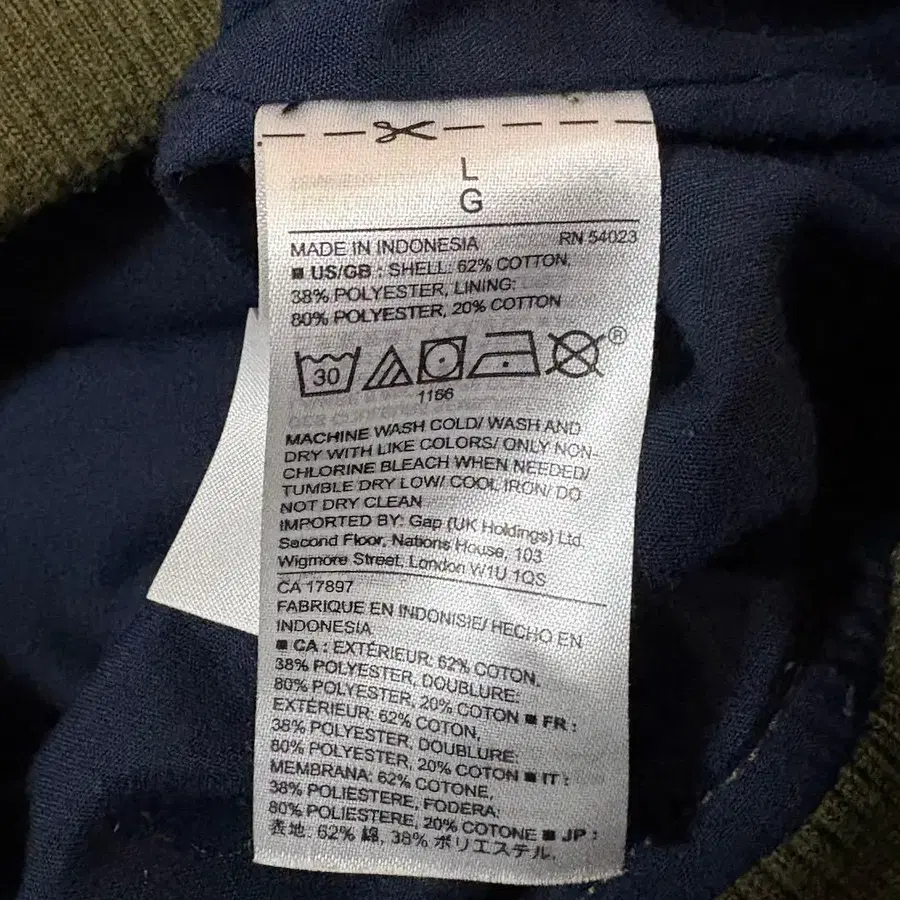 L
G
MADE IN INDONESIA RN 54023
■ US/GB : SHELL: 62% COTTON,
38% POLYESTER, LINING:
80% POLYESTER, 20% COTTON
30 ®
1166
MACHINE WASH COLD/ WASH AND
DRY WITH LIKE COLORS/ ONLY NON-
CHLORINE BLEACH WHEN NEEDED/
TUMBLE DRY LOW/ COOL IRON/ DO
NOT DRY CLEAN
IMPORTED BY: Gap (UK Holdings) Ltd.
Second Floor, Nations House, 103
Wigmore Street, London W1U 1QS
CA 17897
FABRIQUE EN INDONISIE/ HECHO EN
INDONESIA
■ CA : EXTÉRIEUR: 62% COTON,
38% POLYESTER, DOUBLURE:
80% POLYESTER, 20% COTON ■ FR :
EXTÉRIEUR: 62% COTON,
38% POLYESTER, DOUBLURE:
80% POLYESTER, 20% COTON ■ IT :
MEMBRANA: 62% COTONE,
38% POLIESTERE, FODERA:
80% POLIESTERE, 20% COTONE ■ JP :
表地: 62% 綿, 38% ポリエステル,